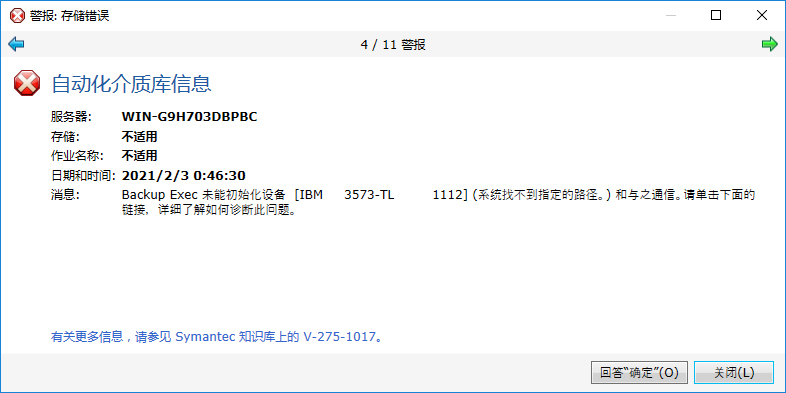 警报: 存储错误
4 / 11 警报
自动化介质库信息
服务器: WIN-G9H703DBPBC
存储: 不适用
作业名称: 不适用
日期和时间: 2021/2/3 0:46:30
消息: Backup Exec 未能初始化设备 [IBM 3573-TL 1112] (系统找不到指定的路径。) 和与之通信。请单击下面的
链接, 详细了解如何诊断此问题。
有关更多信息，请参见 Symantec 知识库上的 V-275-1017。
回答“确定”(O) 关闭(L)